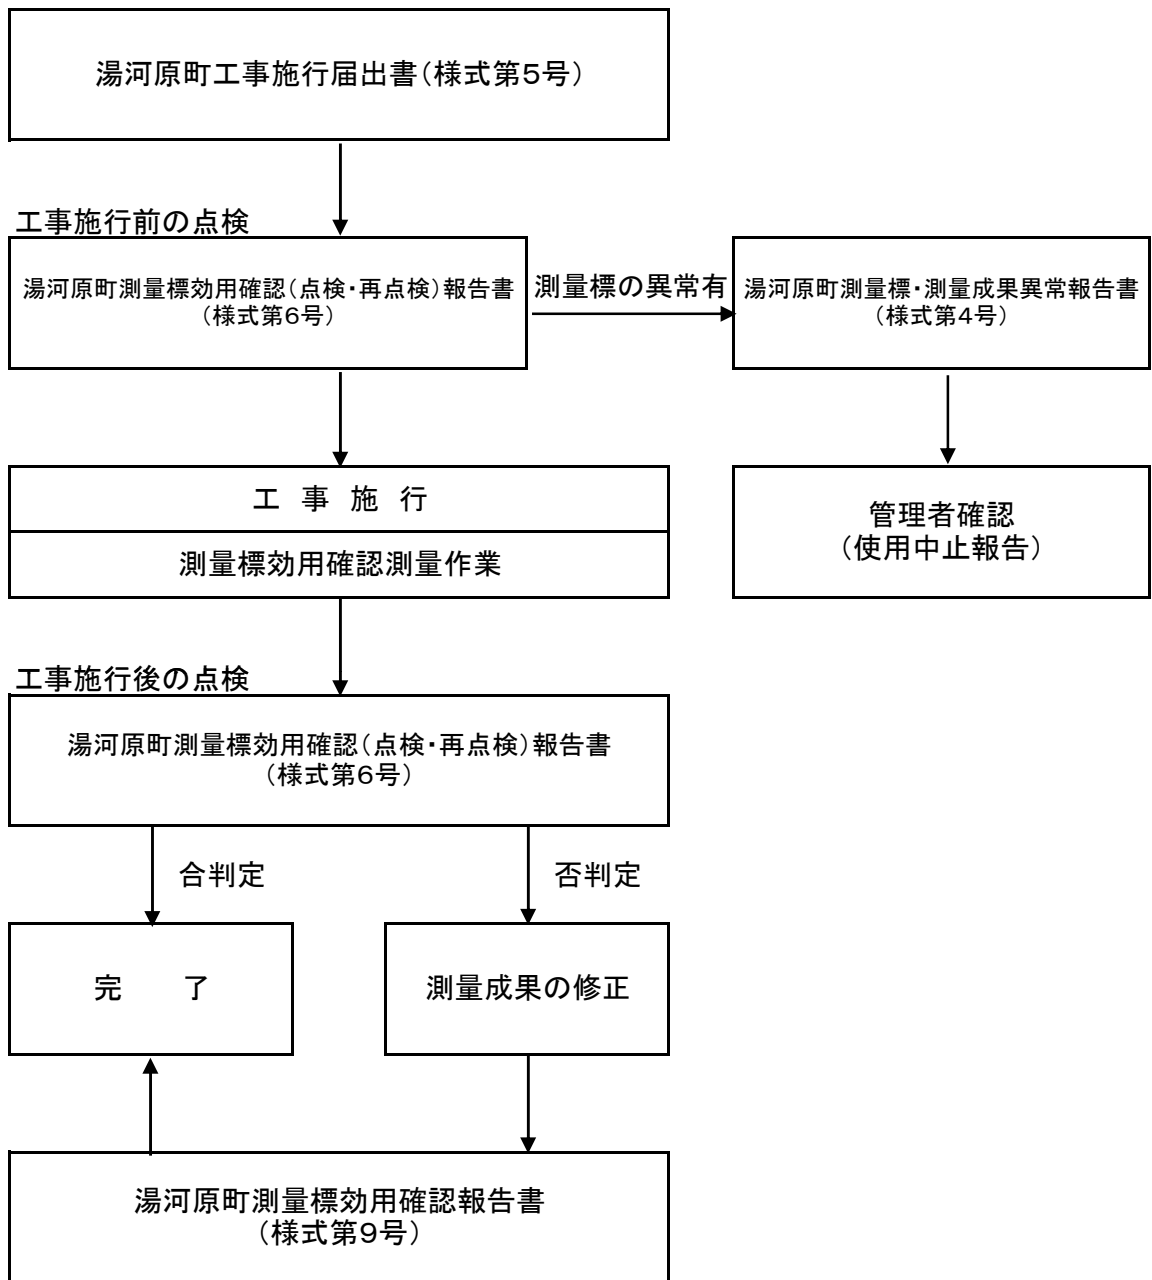 湯河原町工事施行届出書（様式第5号）
工事施行前の点検
湯河原町測量標効用確認（点検・再点検）報告書
（様式第6号）
測量標の異常有
湯河原町測量標・測量成果異常報告書
（様式第4号）
工 事 施 行
測量標効用確認測量作業
管理者確認
（使用中止報告）
工事施行後の点検
湯河原町測量標効用確認（点検・再点検）報告書
（様式第6号）
合判定
否判定
完 了
測量成果の修正
湯河原町測量標効用確認報告書
（様式第9号）